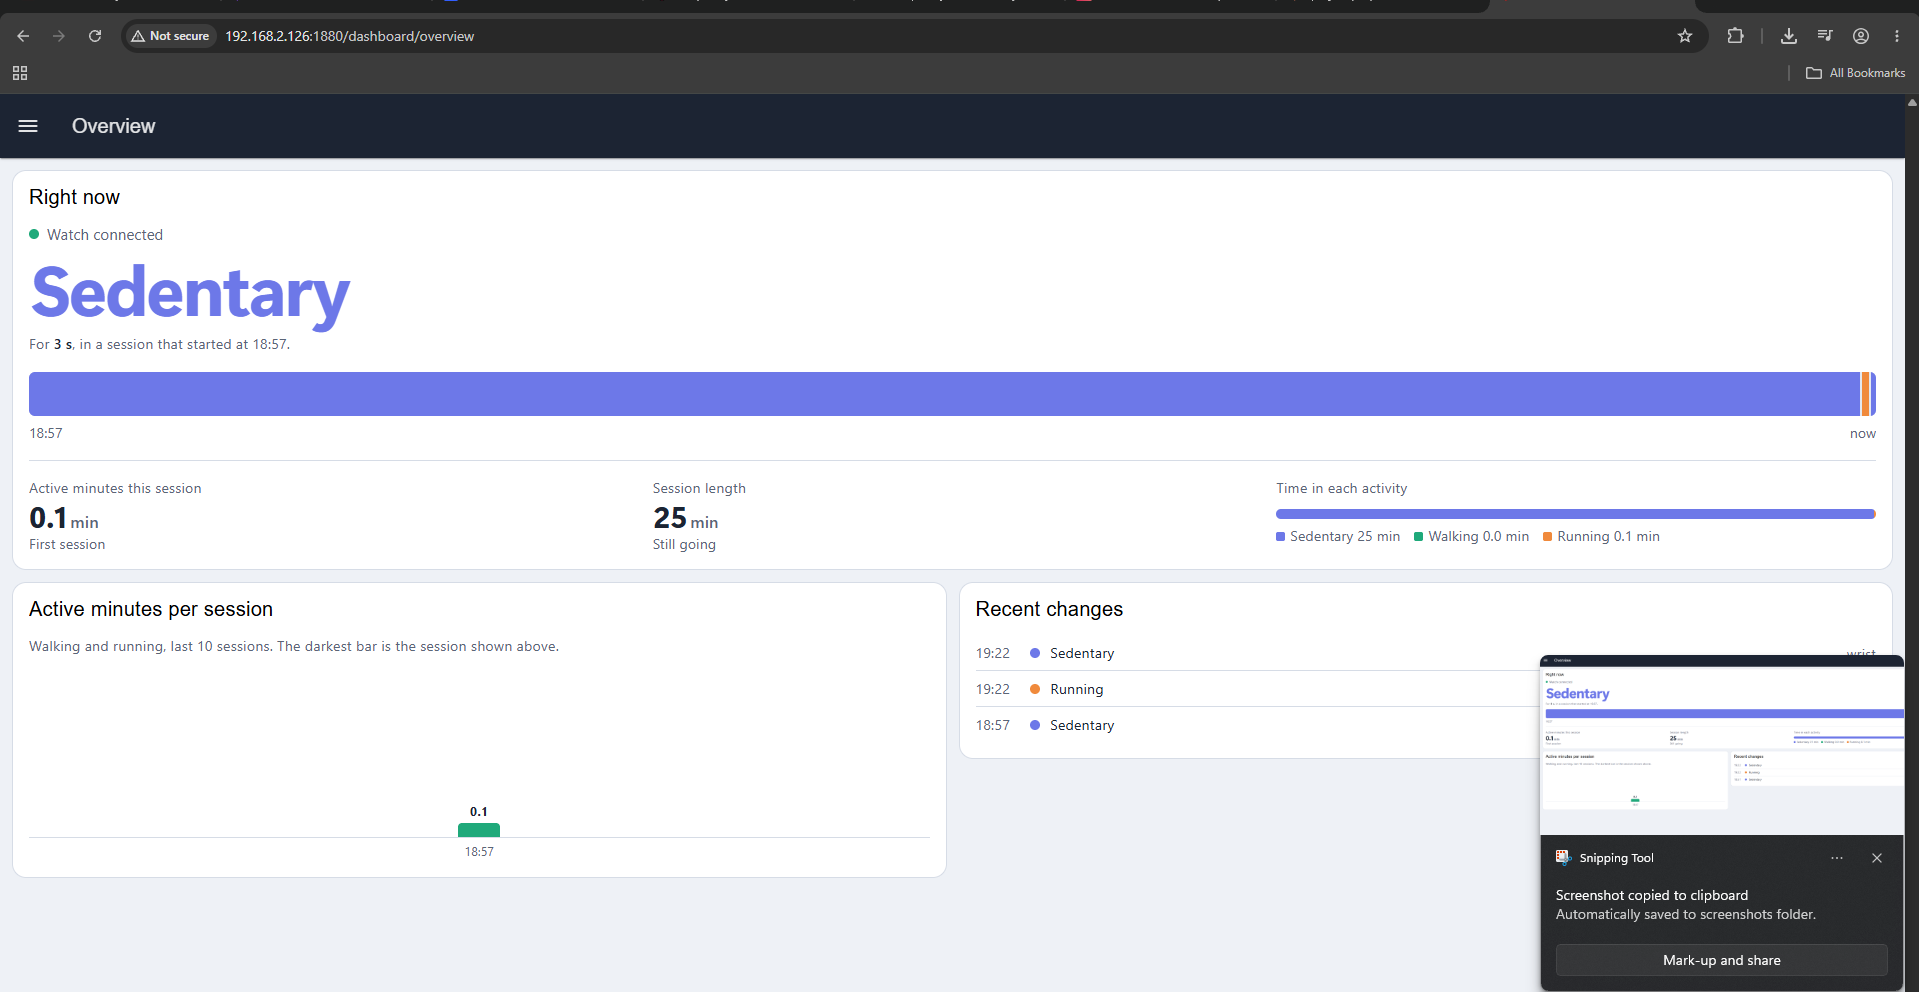 Not secure
192.168.2.126:1880/dashboard/overview
All Bookmarks
Overview
Right now
Watch connected
Sedentary
For 3 s, in a session that started at 18:57.
18:57
now
Active minutes this session
0.1 min
First session
Session length
25 min
Still going
Time in each activity
Sedentary 25 min
Walking 0.0 min
Running 0.1 min
Active minutes per session
Walking and running, last 10 sessions. The darkest bar is the session shown above.
0.1
18:57
Recent changes
19:22 Sedentary
19:22 Running
18:57 Sedentary
Overview
Right now
Sedentary
Snipping Tool
Screenshot copied to clipboard
Automatically saved to screenshots folder.
Mark-up and share